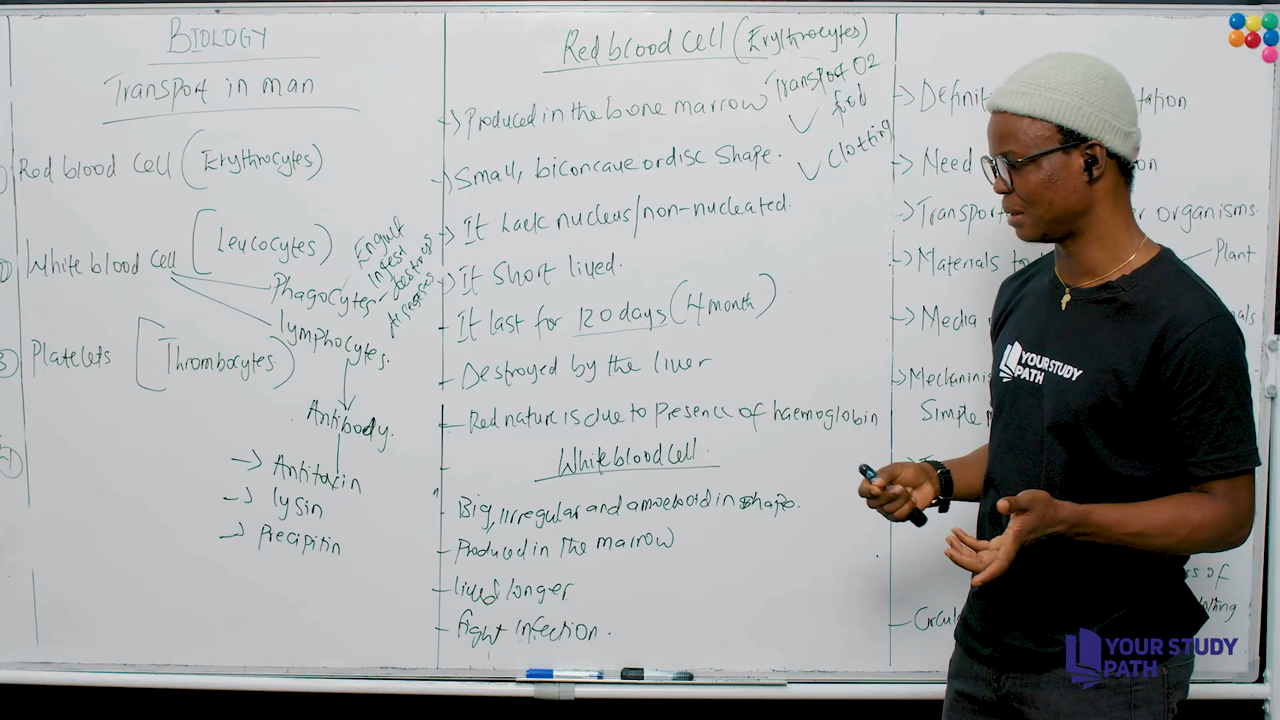 BIOLOGY
Transport in man
Red blood cell (Erythrocytes)
White blood cell [Leucocytes)
Phagocytes - Engulf
Ingest
destroys
lymphocytes.
3 Platelets [Thrombocytes)
Antibody.
-> Antitoxin
-> lysin
-> Precipitin
Red blood cell (Erythrocytes)
-> Produced in the bone marrow
Transport O2
food
clotting
Small, biconcave or disc shape.
-> It Lack nucleus/non-nucleated.
-> It short lived.
- It last for 120 days (4 month)
- Destroyed by the liver
- Red nature is due to Presence of haemoglobin
White blood cell.
- Big, irregular and amoeboid in shape.
- Produced in the marrow
- lived longer
- fight infection.
-> Need
-> Transport organisms.
-> Materials
Plant
-> Media
->
Simple
YOUR STUDY
PATH
YOUR STUDY
PATH